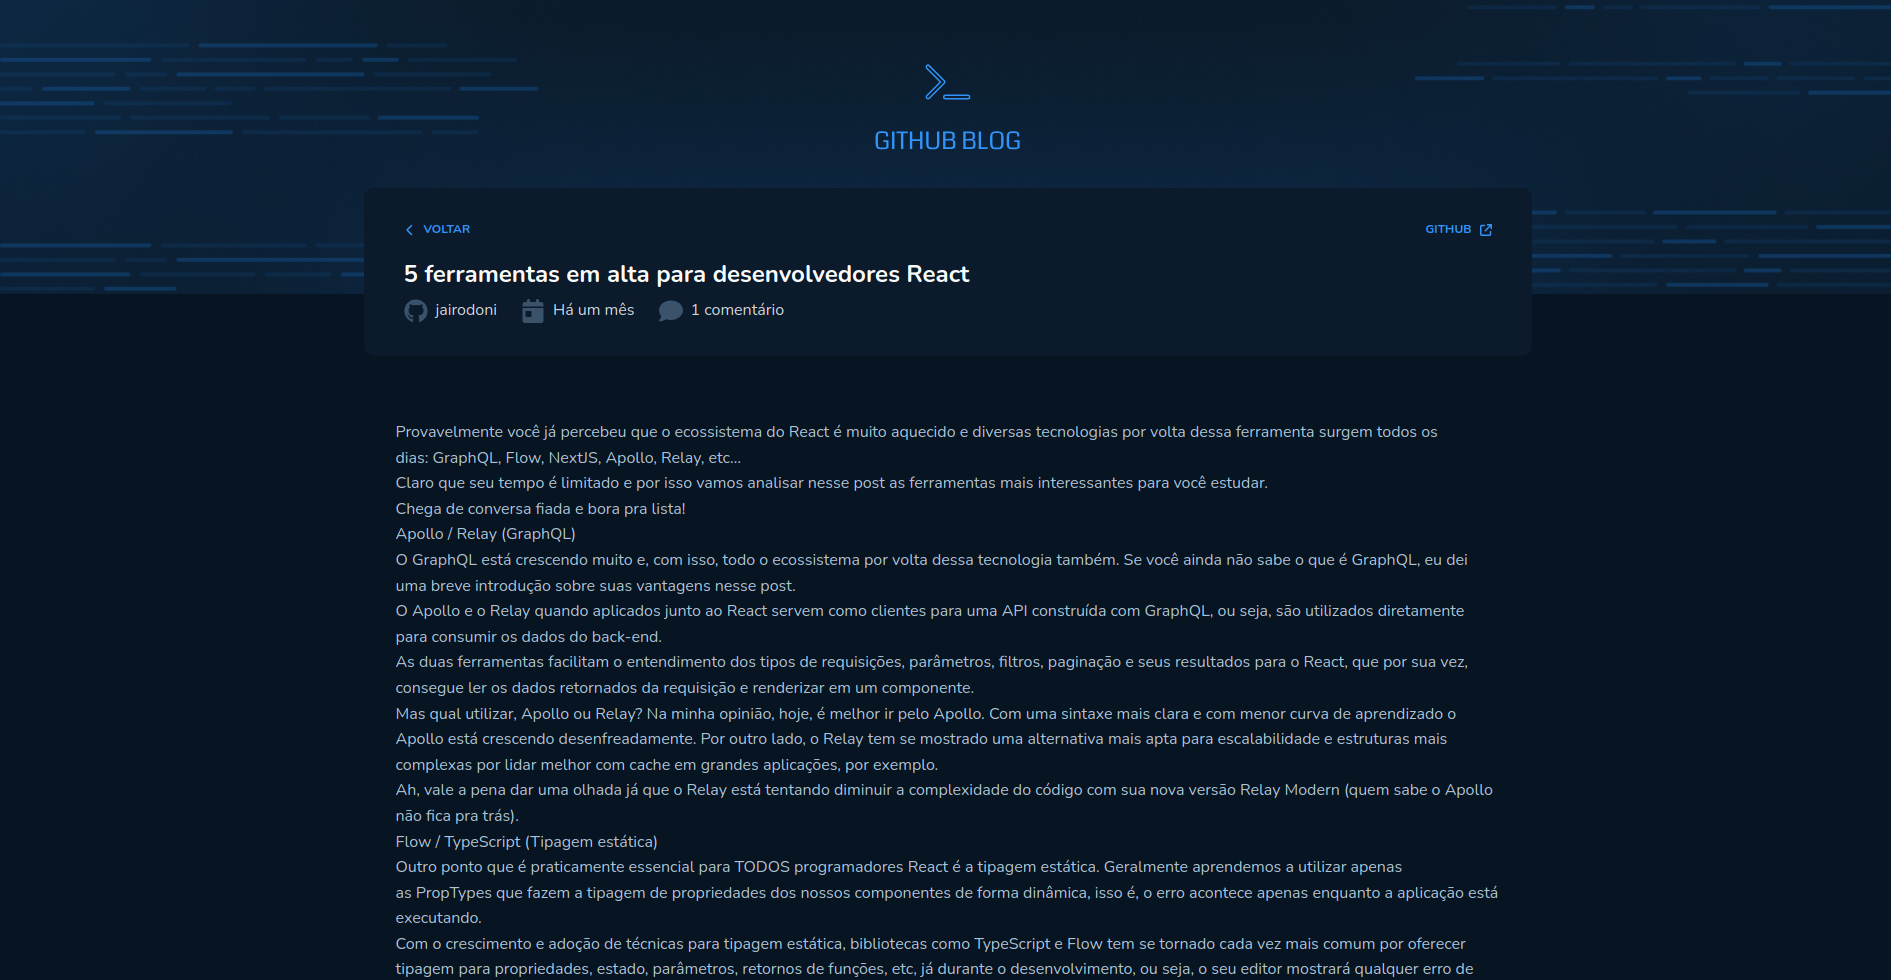 GITHUB BLOG
VOLTAR
GITHUB
5 ferramentas em alta para desenvolvedores React
jairodoni
Há um mês
1 comentário
Provavelmente você já percebeu que o ecossistema do React é muito aquecido e diversas tecnologias por volta dessa ferramenta surgem todos os
dias: GraphQL, Flow, NextJS, Apollo, Relay, etc...
Claro que seu tempo é limitado e por isso vamos analisar nesse post as ferramentas mais interessantes para você estudar.
Chega de conversa fiada e bora pra lista!
Apollo / Relay (GraphQL)
O GraphQL está crescendo muito e, com isso, todo o ecossistema por volta dessa tecnologia também. Se você ainda não sabe o que é GraphQL, eu dei
uma breve introdução sobre suas vantagens nesse post.
O Apollo e o Relay quando aplicados junto ao React servem como clientes para uma API construída com GraphQL, ou seja, são utilizados diretamente
para consumir os dados do back-end.
As duas ferramentas facilitam o entendimento dos tipos de requisições, parâmetros, filtros, paginação e seus resultados para o React, que por sua vez,
consegue ler os dados retornados da requisição e renderizar em um componente.
Mas qual utilizar, Apollo ou Relay? Na minha opinião, hoje, é melhor ir pelo Apollo. Com uma sintaxe mais clara e com menor curva de aprendizado o
Apollo está crescendo desenfreadamente. Por outro lado, o Relay tem se mostrado uma alternativa mais apta para escalabilidade e estruturas mais
complexas por lidar melhor com cache em grandes aplicações, por exemplo.
Ah, vale a pena dar uma olhada já que o Relay está tentando diminuir a complexidade do código com sua nova versão Relay Modern (quem sabe o Apollo
não fica pra trás).
Flow / TypeScript (Tipagem estática)
Outro ponto que é praticamente essencial para TODOS programadores React é a tipagem estática. Geralmente aprendemos a utilizar apenas
as PropTypes que fazem a tipagem de propriedades dos nossos componentes de forma dinâmica, isso é, o erro acontece apenas enquanto a aplicação está
executando.
Com o crescimento e adoção de técnicas para tipagem estática, bibliotecas como TypeScript e Flow tem se tornado cada vez mais comum por oferecer
tipagem para propriedades, estado, parâmetros, retornos de funções, etc, já durante o desenvolvimento, ou seja, o seu editor mostrará qualquer erro de